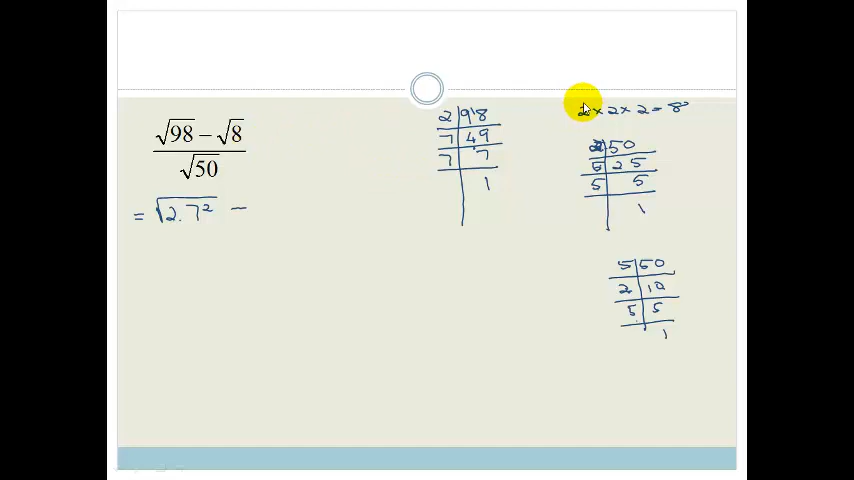 √98 − √8
√50
= √2.7² −
2 | 98
7 | 49
7 | 7
1
2 × 2 × 2 = 8
2 | 50
5 | 25
5 | 5
1
5 | 50
2 | 10
5 | 5
1